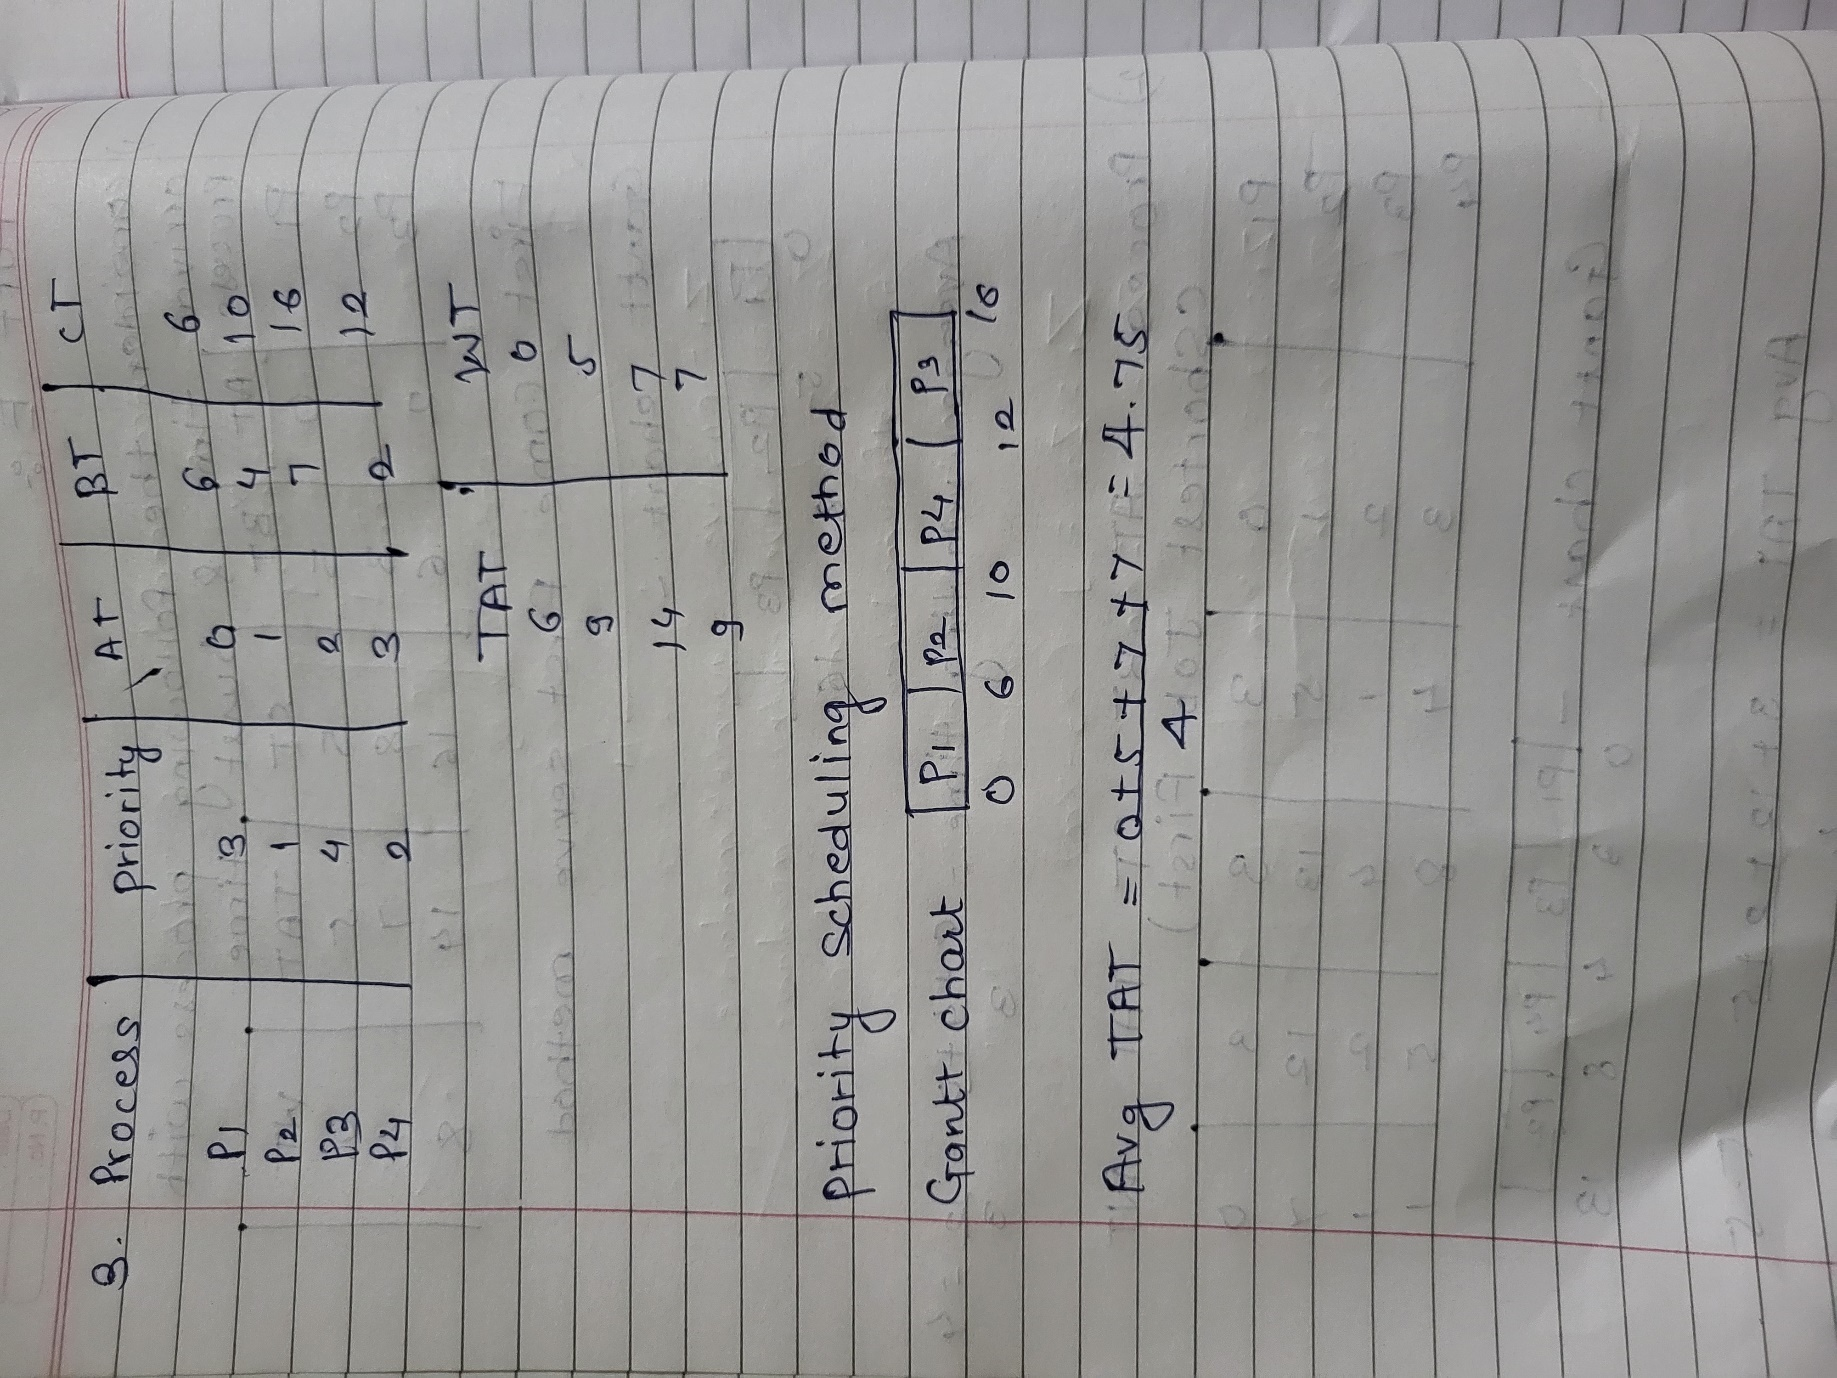 3. Process Priority AT BT CT
P1 3 0 6 6
P2 1 1 4 10
P3 4 2 7 16
P4 2 3 2 12
TAT WT
6 0
9 5
14 7
9 7
Priority Scheduling method
Gantt chart P1 P2 P4 P3
0 6 10 12 16
Avg TAT = 0+5+7+7 = 4.75
4